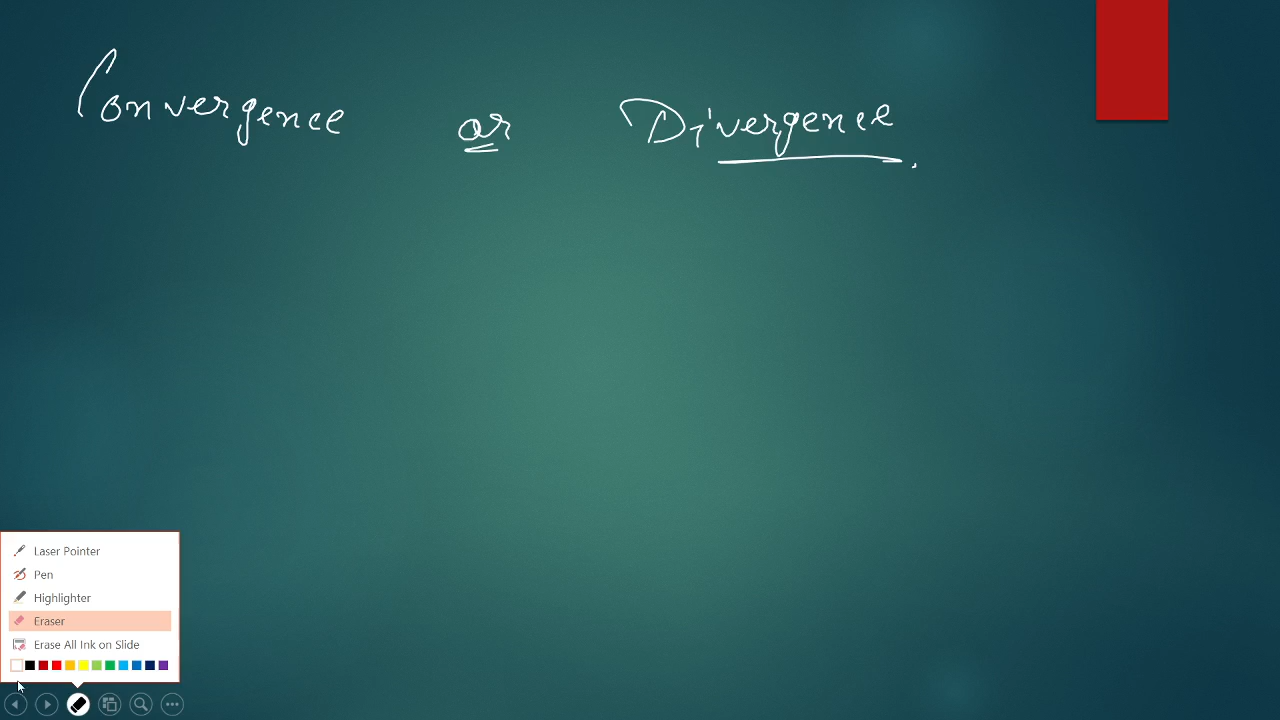 Convergence or Divergence.
Laser Pointer
Pen
Highlighter
Eraser
Erase All Ink on Slide